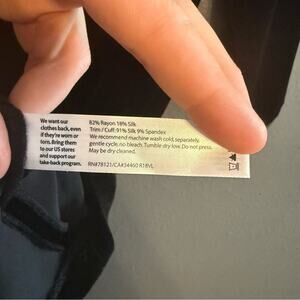 We want our
clothes back, even
if they're worn or
torn. Bring them
to our US stores
and support our
take-back program.
82% Rayon 18% Silk
Trim / Cuff: 91% Silk 9% Spandex
We recommend machine wash cold, separately,
gentle cycle, no bleach. Tumble dry low. Do not press.
May be dry cleaned.
RN#78121/CA#34460 R18VL